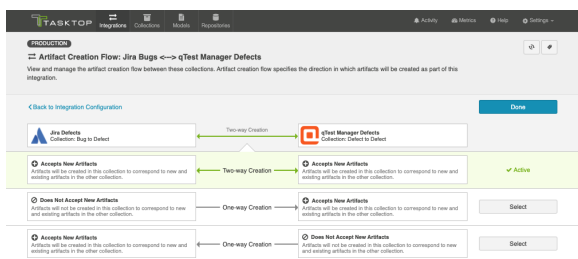 TASKTOP
Integrations
Collections
Models
Repositories
Activity
Metrics
Help
Settings
PRODUCTION
Artifact Creation Flow: Jira Bugs <--> qTest Manager Defects
View and manage the artifact creation flow between these collections. Artifact creation flow specifies the direction in which artifacts will be created as part of this
integration.
Back to Integration Configuration
Done
Jira Defects
Collection: Bug to Defect
Two-way Creation
qTest Manager Defects
Collection: Defect to Defect
Accepts New Artifacts
Artifacts will be created in this collection to correspond to new and
existing artifacts in the other collection.
Two-way Creation
Accepts New Artifacts
Artifacts will be created in this collection to correspond to new and
existing artifacts in the other collection.
Active
Does Not Accept New Artifacts
Artifacts will not be created in this collection to correspond to new
and existing artifacts in the other collection.
One-way Creation
Accepts New Artifacts
Artifacts will be created in this collection to correspond to new and
existing artifacts in the other collection.
Select
Accepts New Artifacts
Artifacts will be created in this collection to correspond to new and
existing artifacts in the other collection.
One-way Creation
Does Not Accept New Artifacts
Artifacts will not be created in this collection to correspond to new
and existing artifacts in the other collection.
Select